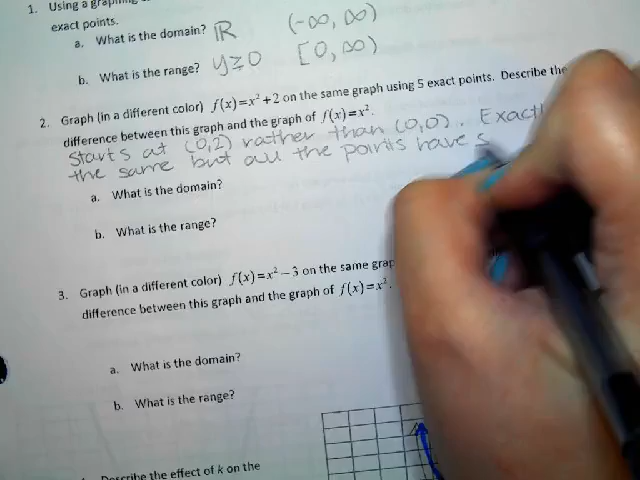 1. Using a graphing
exact points.
a. What is the domain? ℝ (-∞, ∞)
b. What is the range? y≥0 [0, ∞)
2. Graph (in a different color) f(x)=x²+2 on the same graph using 5 exact points. Describe the
difference between this graph and the graph of f(x)=x².
Starts at (0,2) rather than (0,0). Exactl
the same but all the points have s
a. What is the domain?
b. What is the range?
3. Graph (in a different color) f(x)=x²−3 on the same grap
difference between this graph and the graph of f(x)=x².
a. What is the domain?
b. What is the range?
Describe the effect of k on the